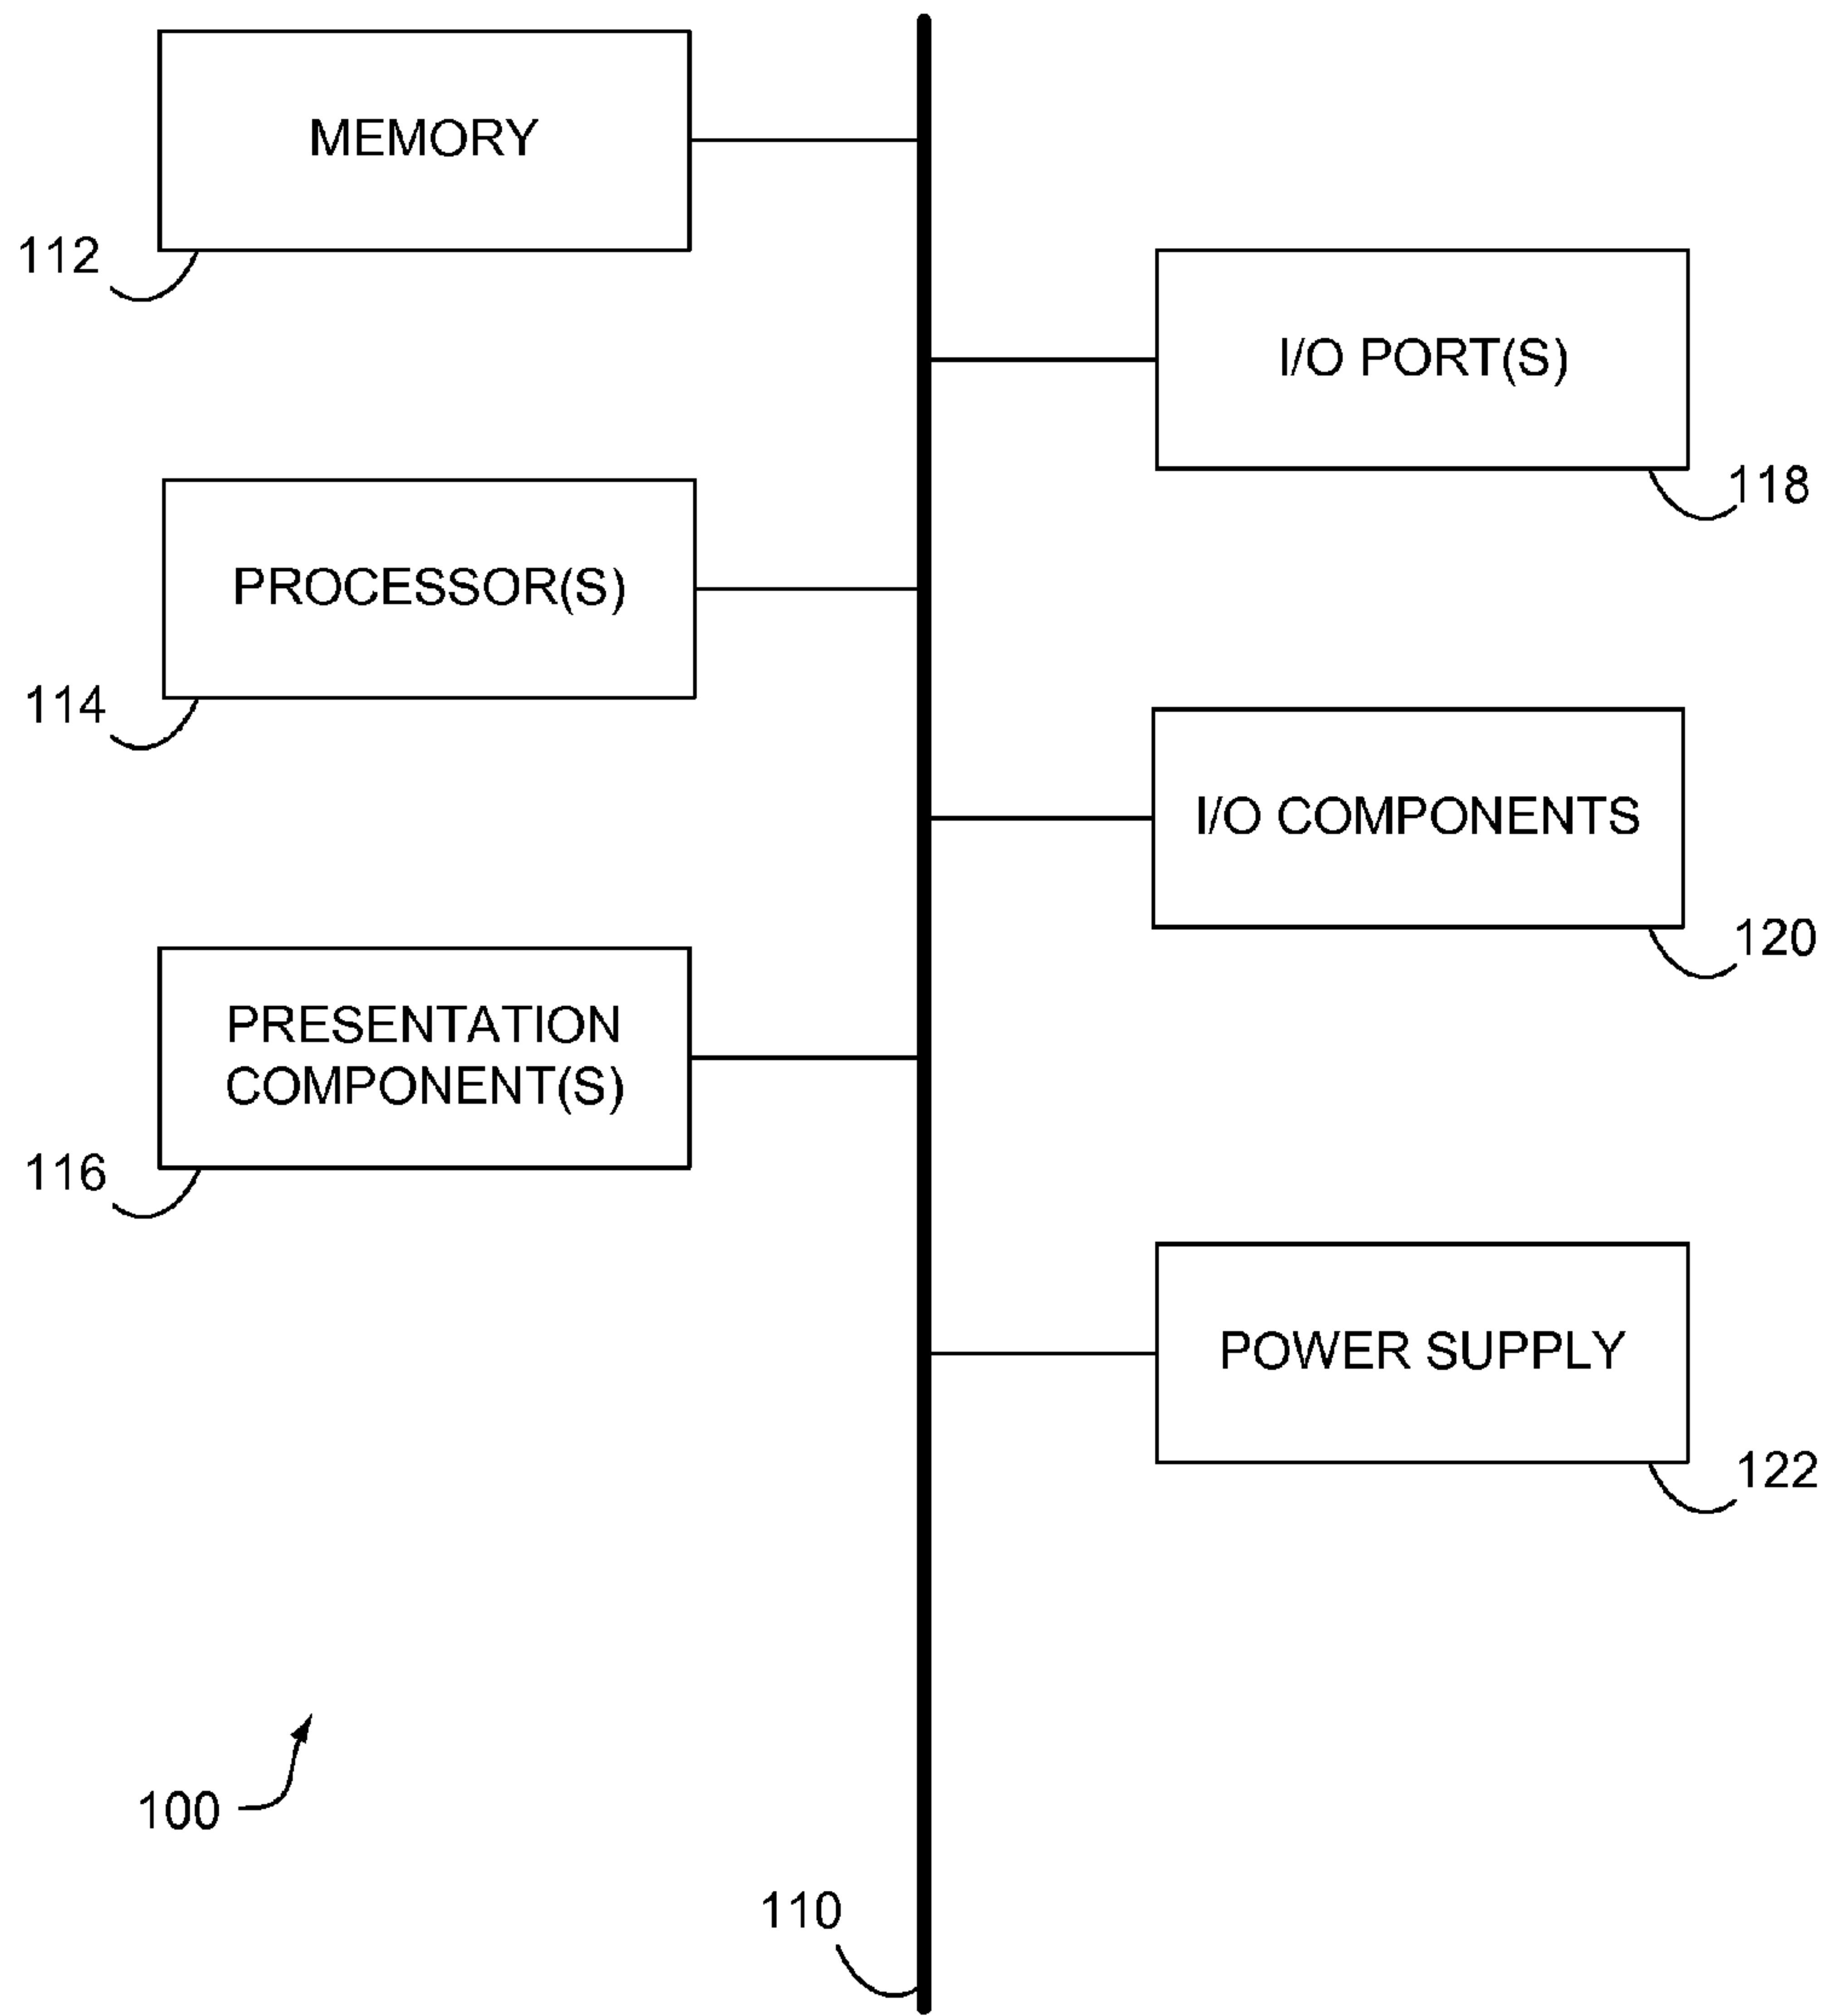 MEMORY
112
I/O PORT(S)
118
PROCESSOR(S)
114
I/O COMPONENTS
120
PRESENTATION
COMPONENT(S)
116
POWER SUPPLY
122
100
110